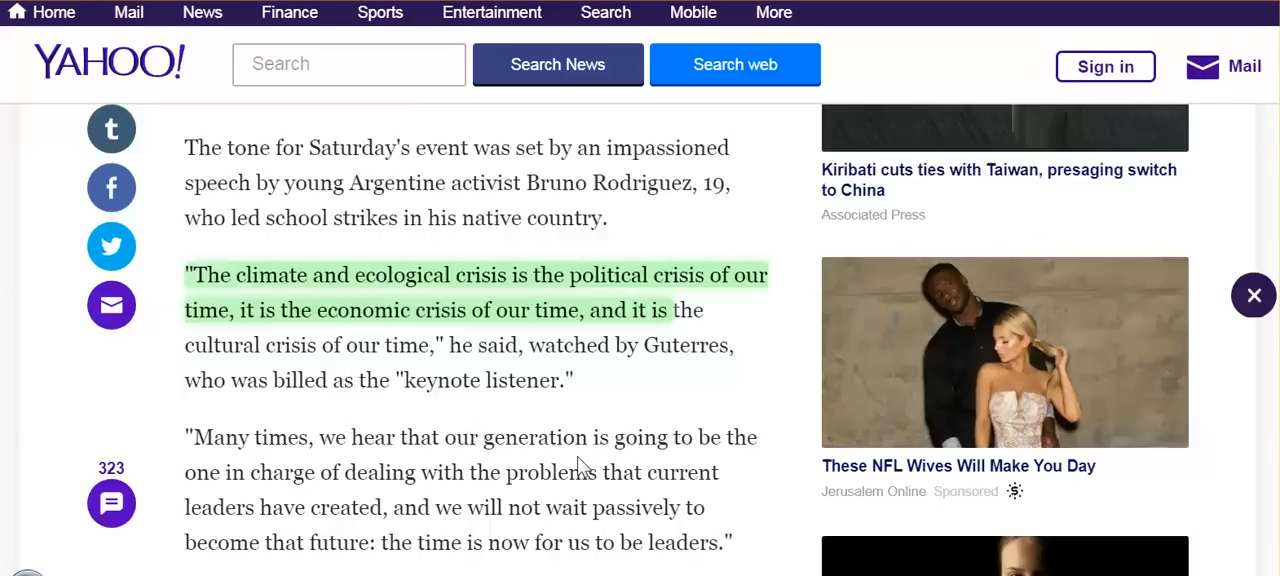 Home Mail News Finance Sports Entertainment Search Mobile More
YAHOO!
Search
Search News
Search web
Sign in
Mail
t
f
323
The tone for Saturday's event was set by an impassioned
speech by young Argentine activist Bruno Rodriguez, 19,
who led school strikes in his native country.
"The climate and ecological crisis is the political crisis of our
time, it is the economic crisis of our time, and it is the
cultural crisis of our time," he said, watched by Guterres,
who was billed as the "keynote listener."
"Many times, we hear that our generation is going to be the
one in charge of dealing with the problems that current
leaders have created, and we will not wait passively to
become that future: the time is now for us to be leaders."
Kiribati cuts ties with Taiwan, presaging switch
to China
Associated Press
These NFL Wives Will Make You Day
Jerusalem Online Sponsored